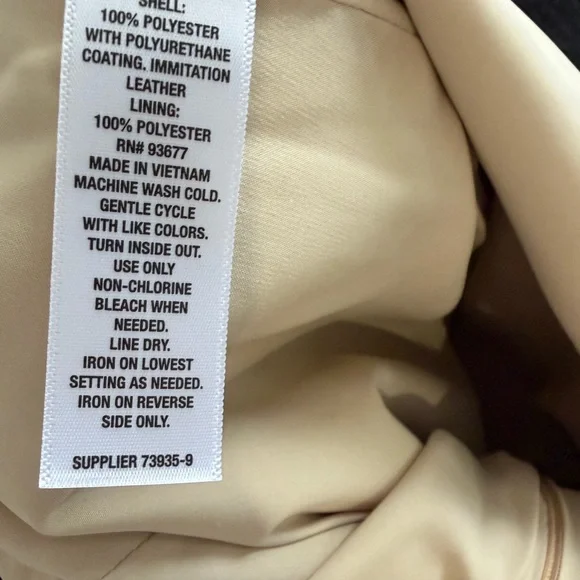 SHELL:
100% POLYESTER
WITH POLYURETHANE
COATING. IMMITATION
LEATHER
LINING:
100% POLYESTER
RN# 93677
MADE IN VIETNAM
MACHINE WASH COLD.
GENTLE CYCLE
WITH LIKE COLORS.
TURN INSIDE OUT.
USE ONLY
NON-CHLORINE
BLEACH WHEN
NEEDED.
LINE DRY.
IRON ON LOWEST
SETTING AS NEEDED.
IRON ON REVERSE
SIDE ONLY.
SUPPLIER 73935-9